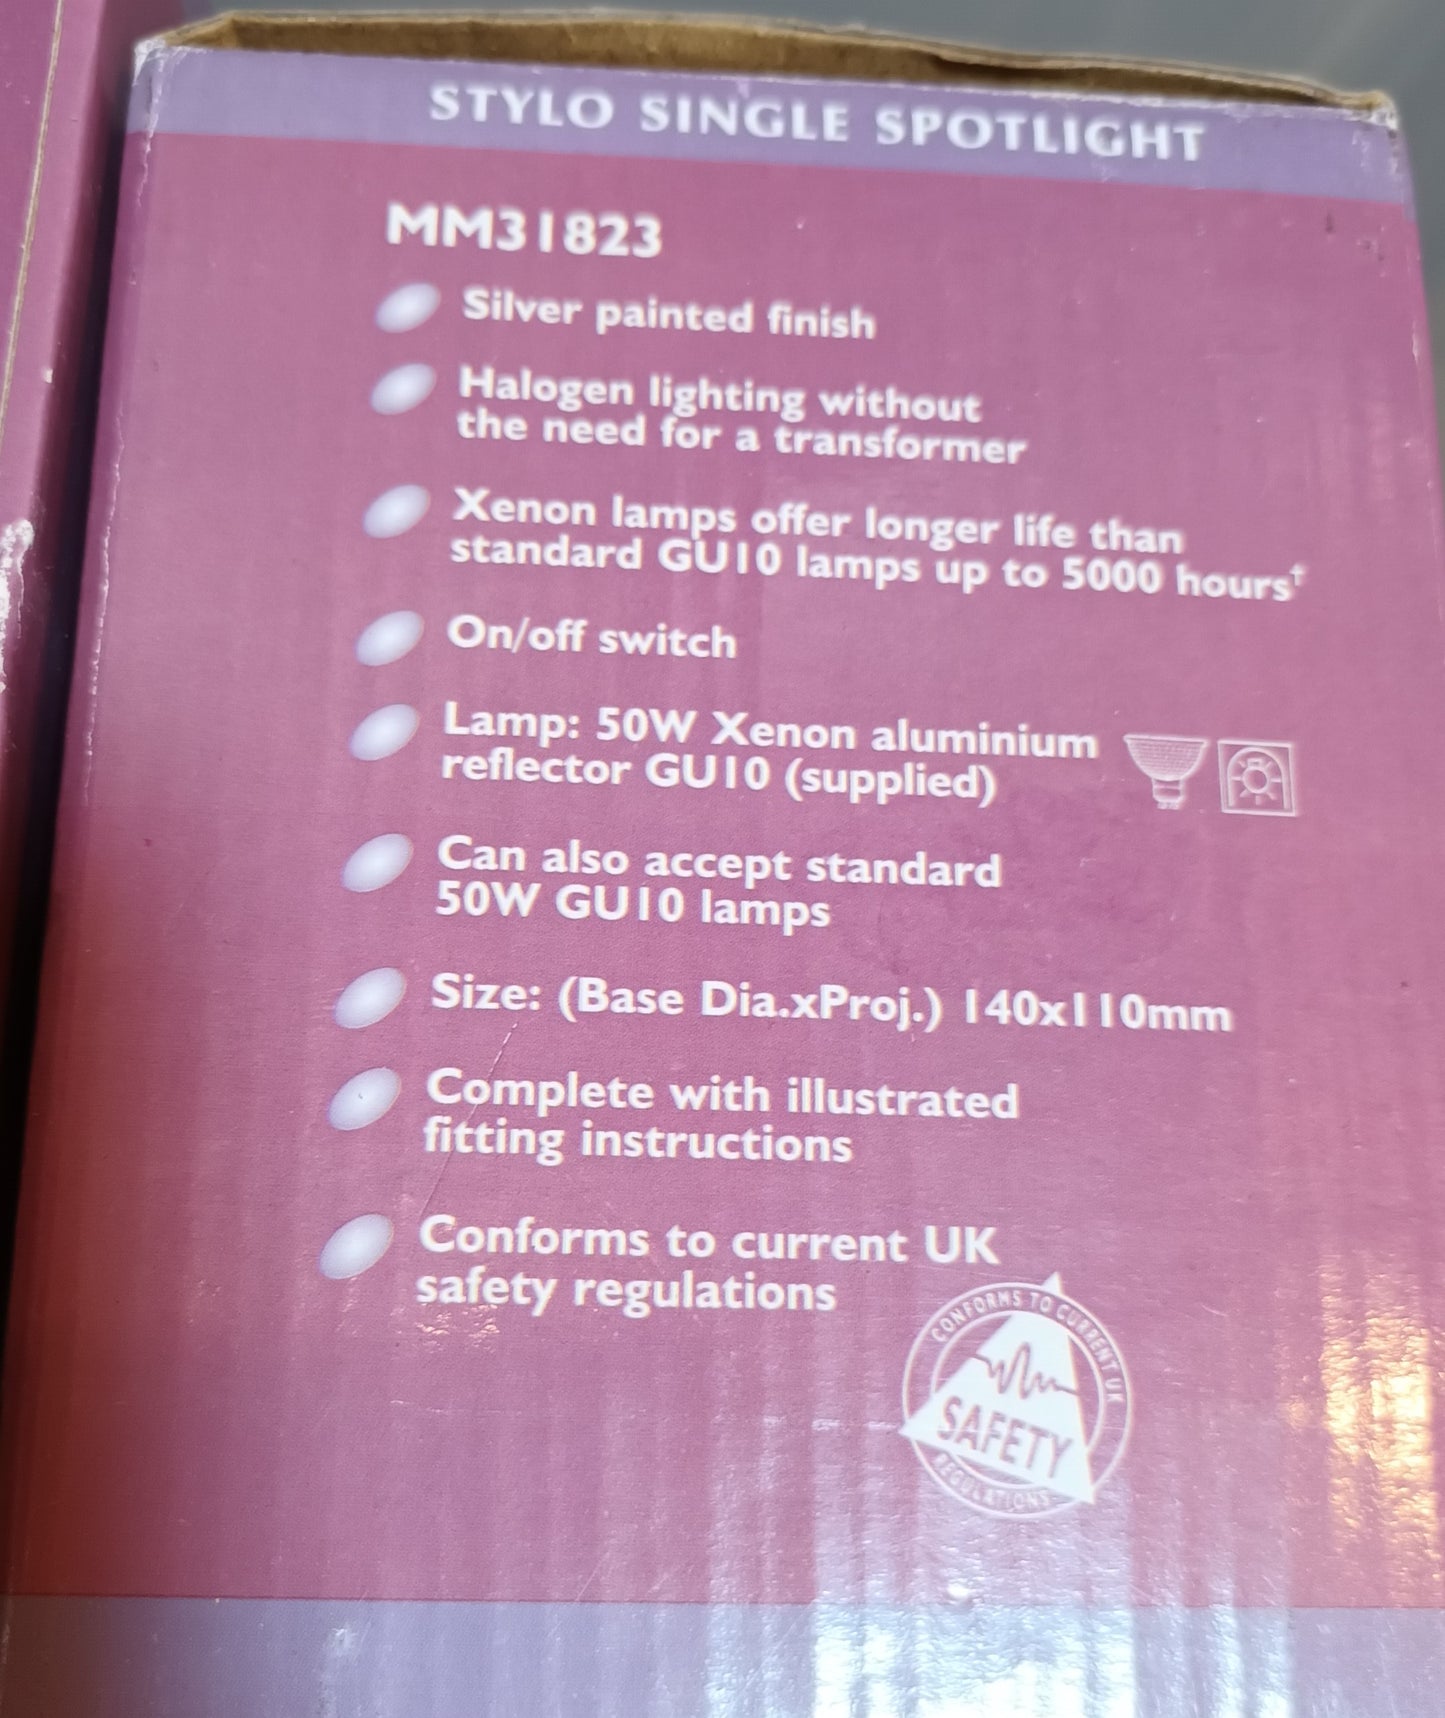 STYLO SINGLE SPOTLIGHT
MM31823
Silver painted finish
Halogen lighting without
the need for a transformer
Xenon lamps offer longer life than
standard GU10 lamps up to 5000 hours†
On/off switch
Lamp: 50W Xenon aluminium
reflector GU10 (supplied)
Can also accept standard
50W GU10 lamps
Size: (Base Dia.xProj.) 140x110mm
Complete with illustrated
fitting instructions
Conforms to current UK
safety regulations
CONFORMS TO CURRENT UK
SAFETY
REGULATIONS